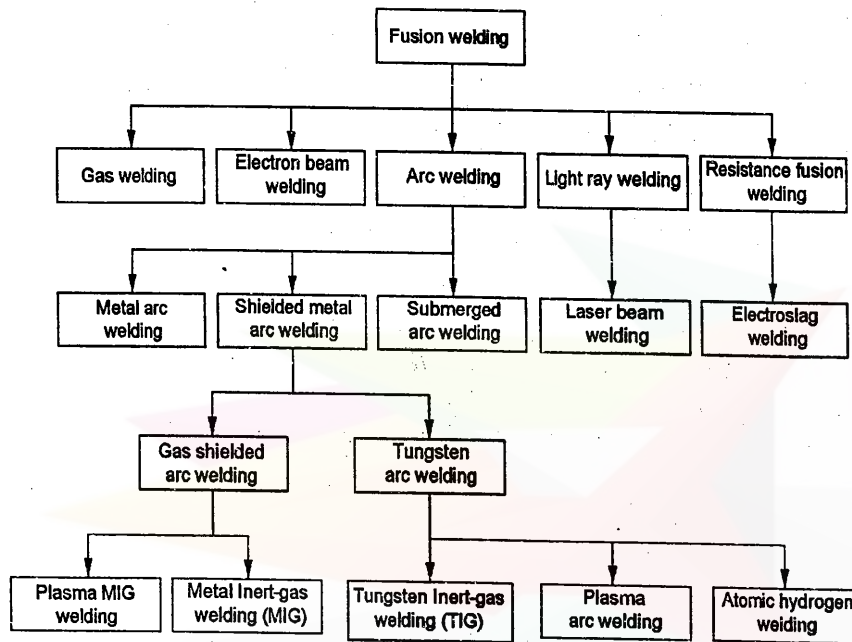 Fusion welding
Gas welding
Electron beam
welding
Arc welding
Light ray welding
Resistance fusion
welding
Metal arc
welding
Shielded metal
arc welding
Submerged
arc welding
Laser beam
welding
Electroslag
welding
Gas shielded
arc welding
Tungsten
arc welding
Plasma MIG
welding
Metal Inert-gas
welding (MIG)
Tungsten Inert-gas
welding (TIG)
Plasma
arc welding
Atomic hydrogen
welding